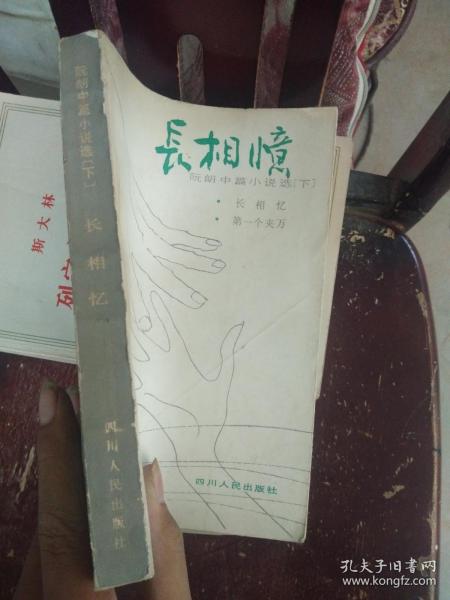 長相憶
阮朗中篇小说选[下]
• 长相忆
• 第一个夹万
四川人民出版社
阮朗中篇小说选[下]
长相忆
四川人民出版社
斯大林
孔夫子旧书网
www.kongfz.com